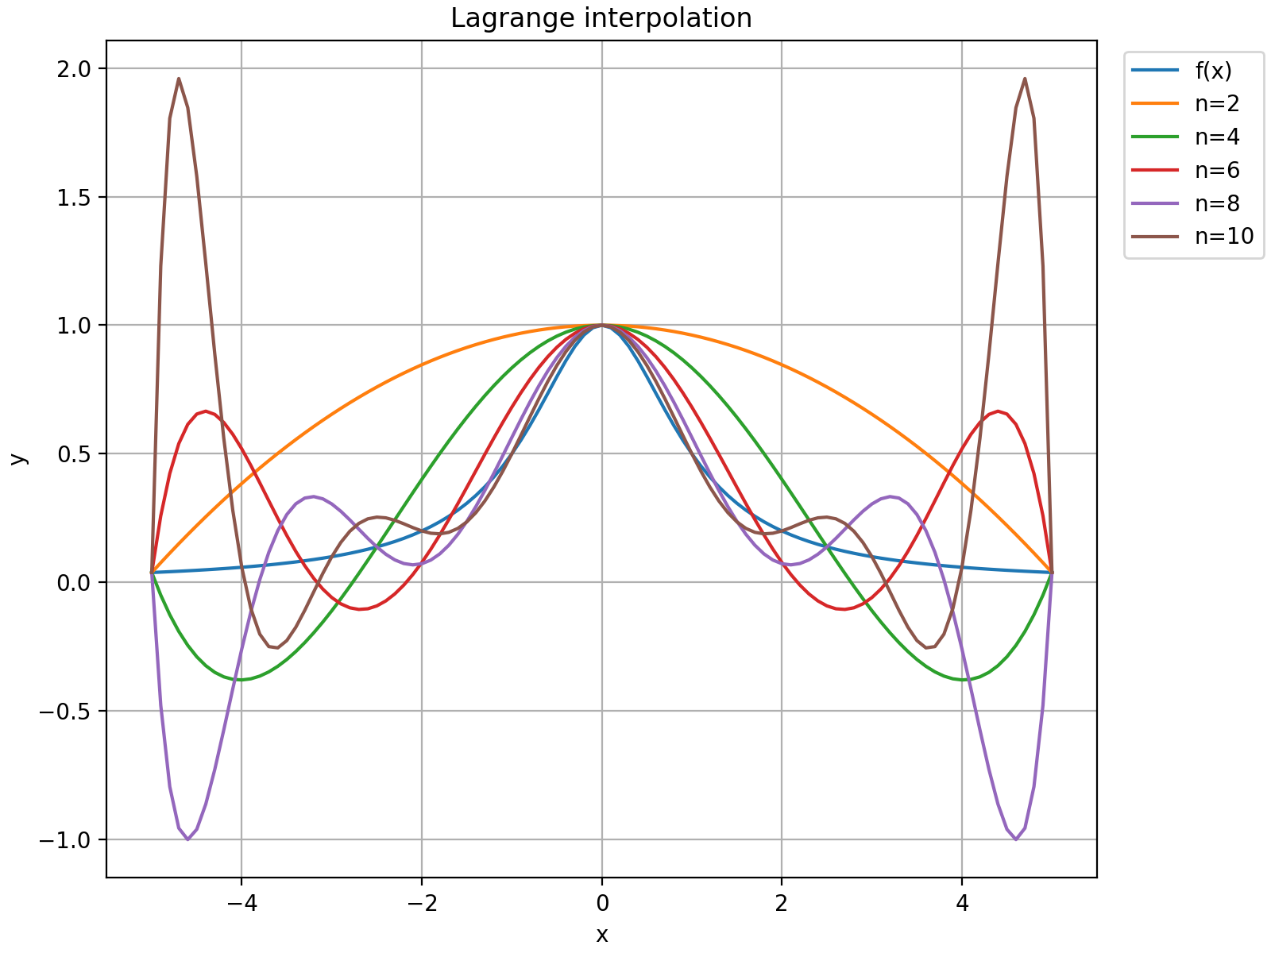 Lagrange interpolation
2.0
1.5
1.0
0.5
0.0
−0.5
−1.0
y
−4
−2
0
2
4
x
f(x)
n=2
n=4
n=6
n=8
n=10